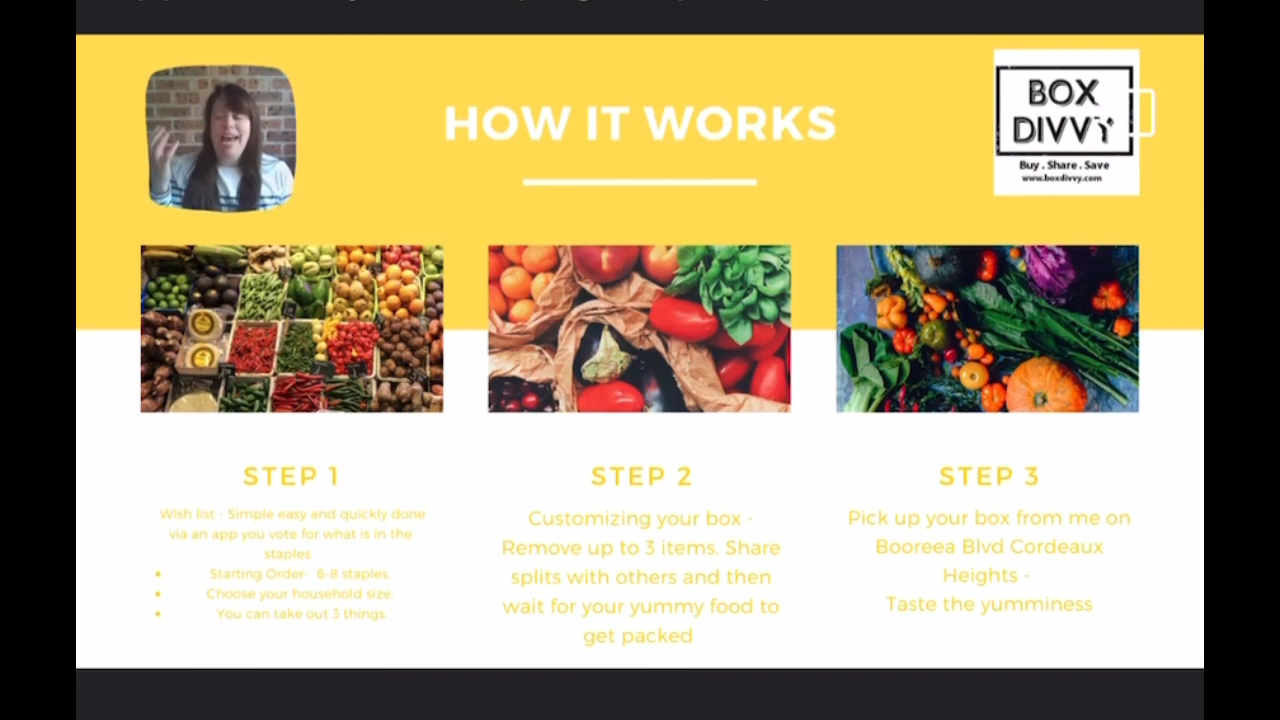 HOW IT WORKS
BOX
DIVVY
Buy . Share . Save
www.boxdivvy.com
STEP 1
Wish list - Simple easy and quickly done
via an app you vote for what is in the
staples
• Starting Order- 6-8 staples.
• Choose your household size.
• You can take out 3 things.
STEP 2
Customizing your box -
Remove up to 3 items. Share
splits with others and then
wait for your yummy food to
get packed
STEP 3
Pick up your box from me on
Booreea Blvd Cordeaux
Heights -
Taste the yumminess